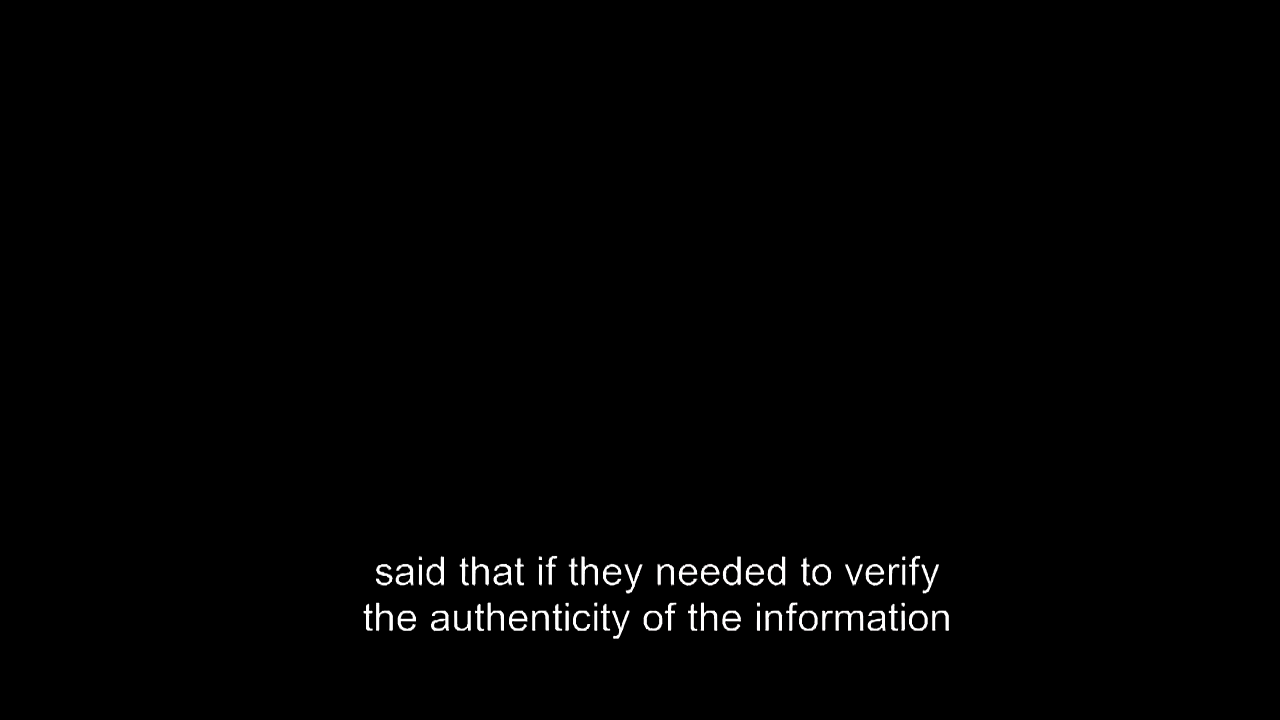 said that if they needed to verify
the authenticity of the information